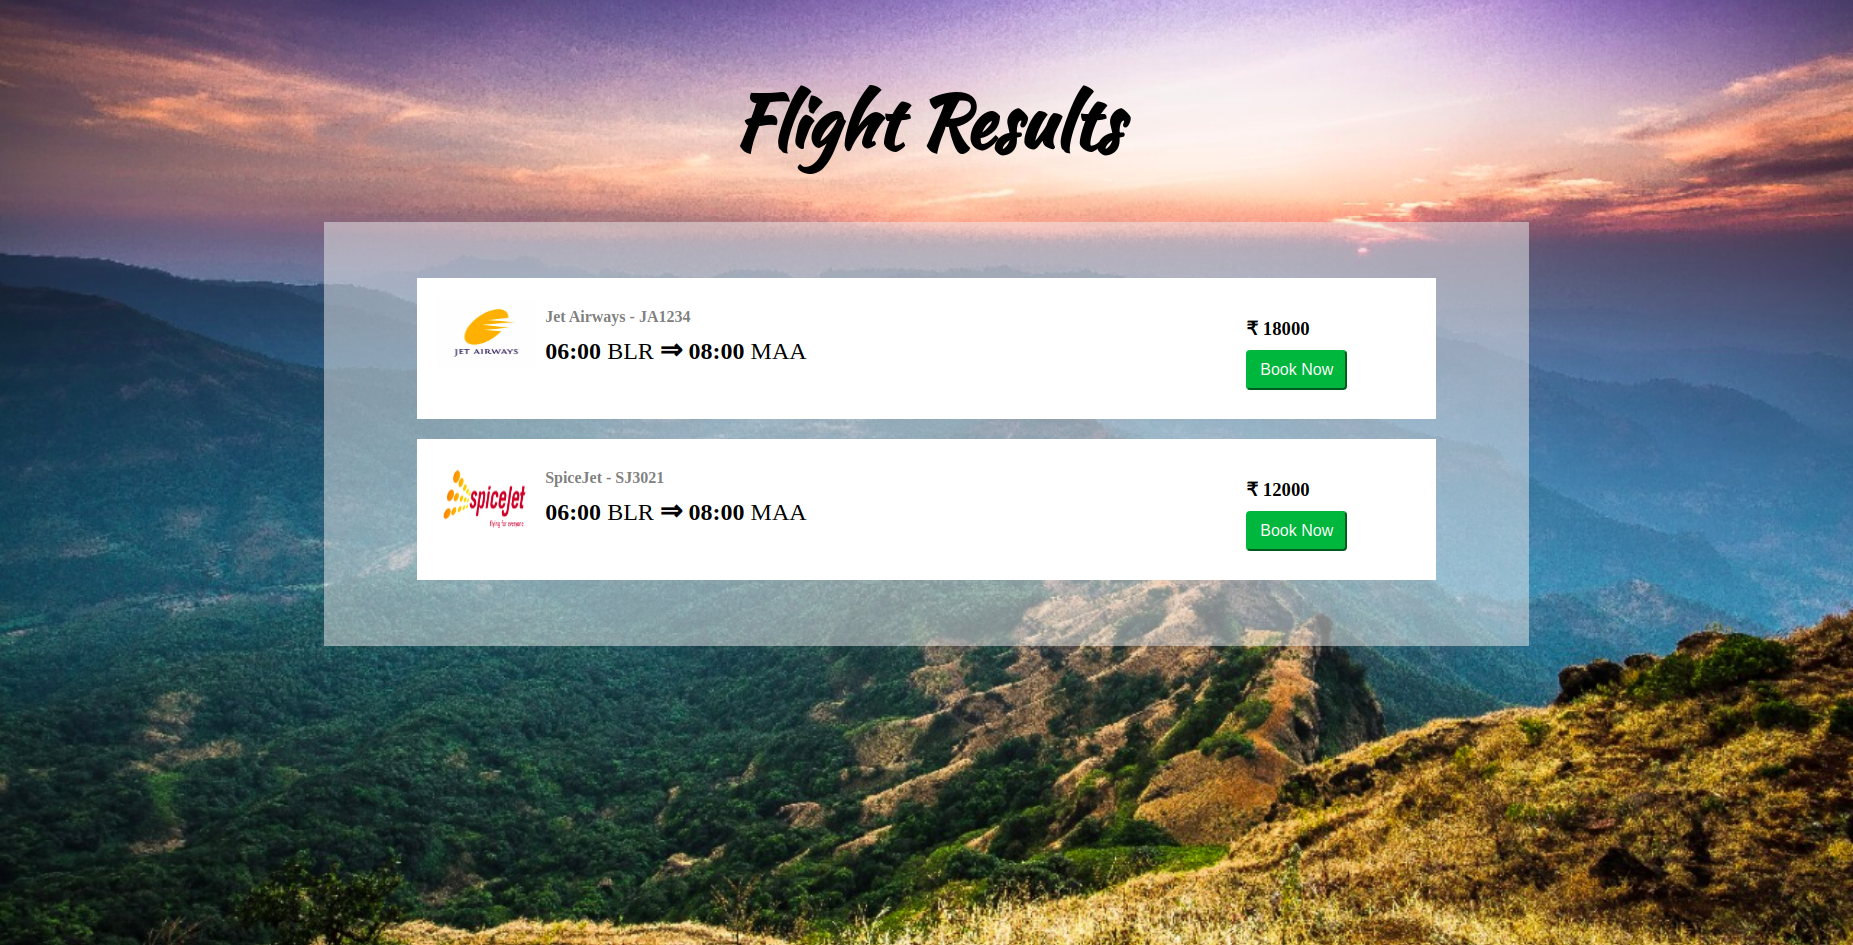 Flight Results
JET AIRWAYS
Jet Airways - JA1234
06:00 BLR ⇒ 08:00 MAA
₹ 18000
Book Now
spicejet
flying for everyone
SpiceJet - SJ3021
06:00 BLR ⇒ 08:00 MAA
₹ 12000
Book Now